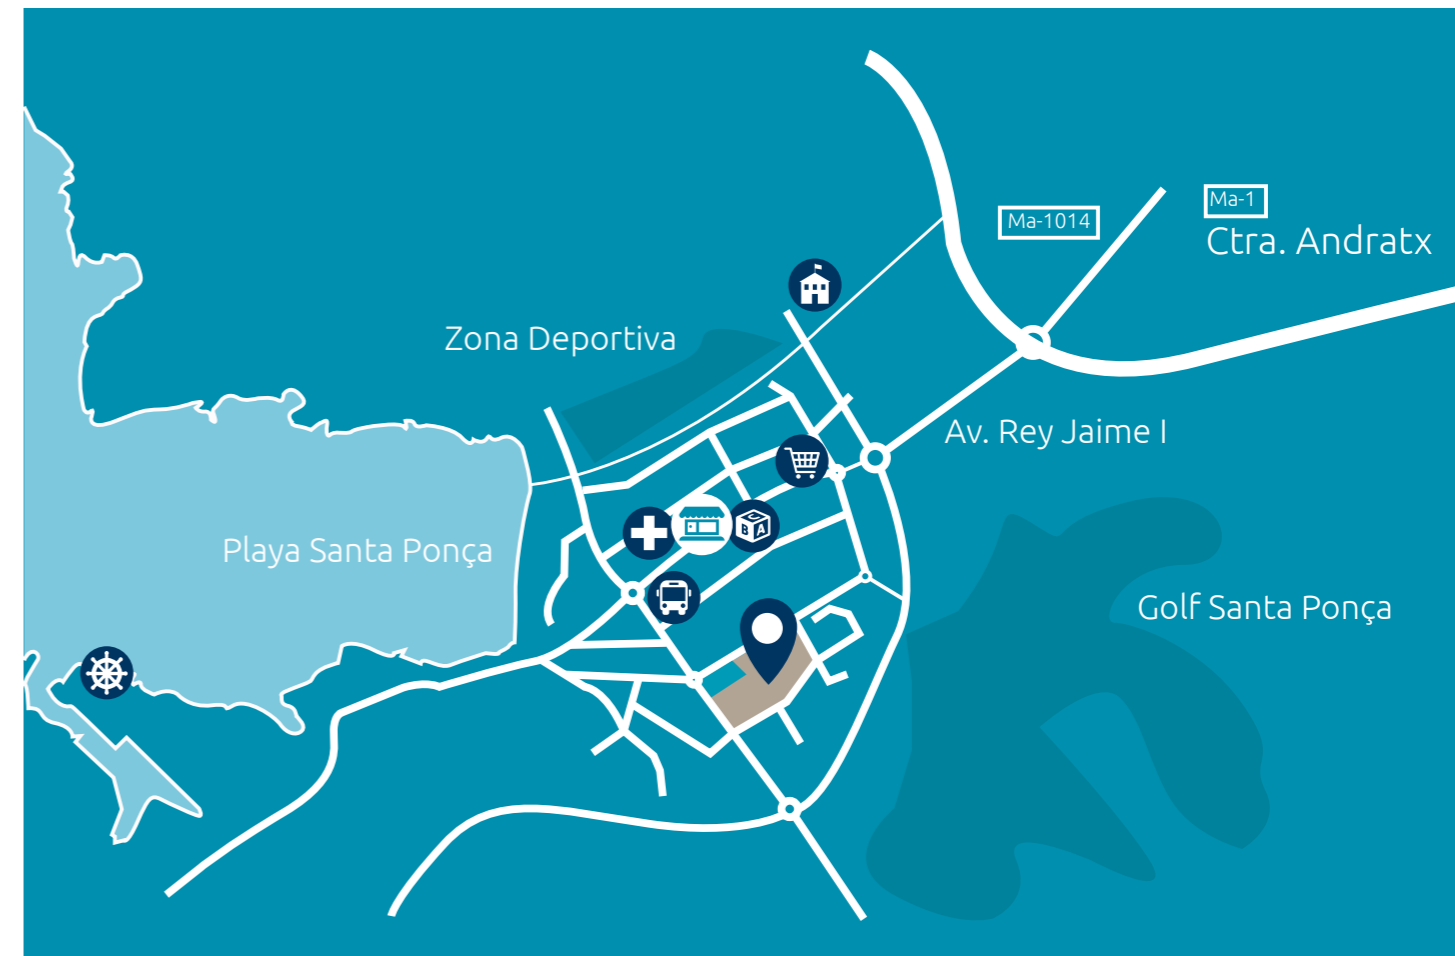 Ma-1
Ma-1014
Ctra. Andratx
Zona Deportiva
Av. Rey Jaime I
C
B A
Playa Santa Ponça
Golf Santa Ponça